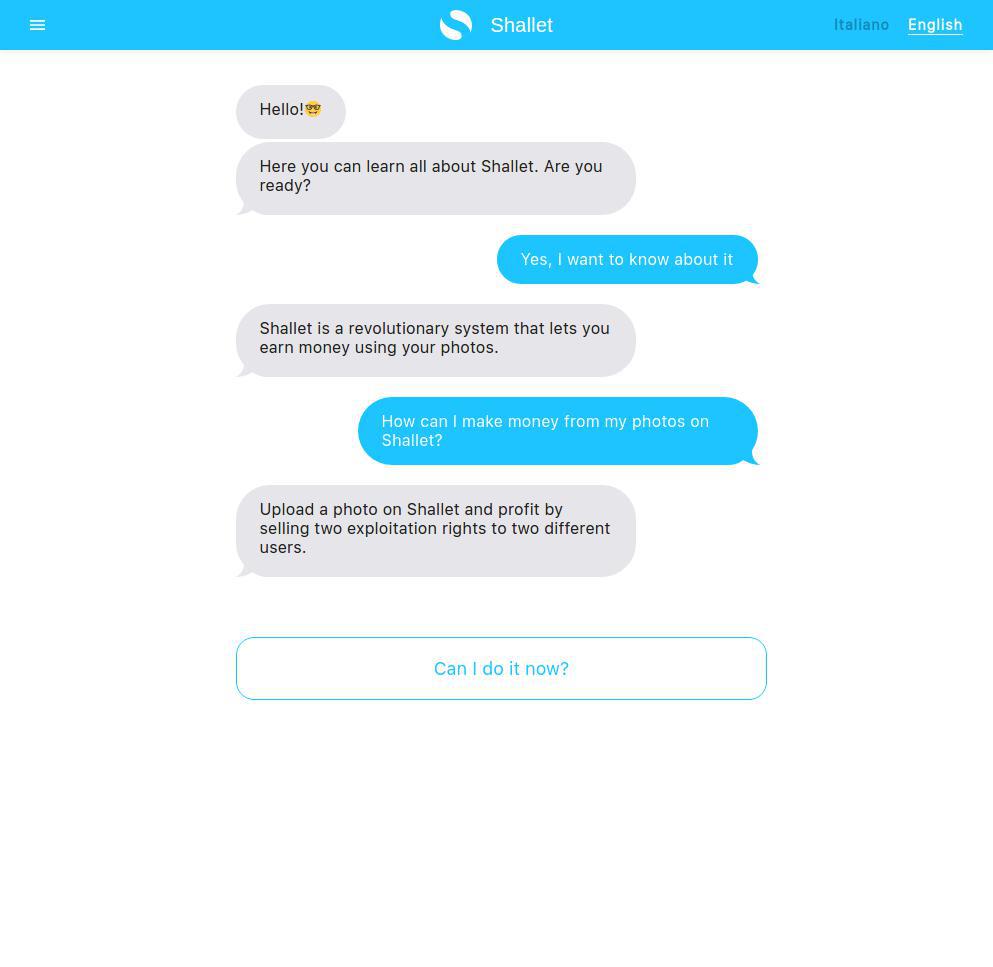 Shallet
Italiano
English
Hello!🤓
Here you can learn all about Shallet. Are you
ready?
Yes, I want to know about it
Shallet is a revolutionary system that lets you
earn money using your photos.
How can I make money from my photos on
Shallet?
Upload a photo on Shallet and profit by
selling two exploitation rights to two different
users.
Can I do it now?